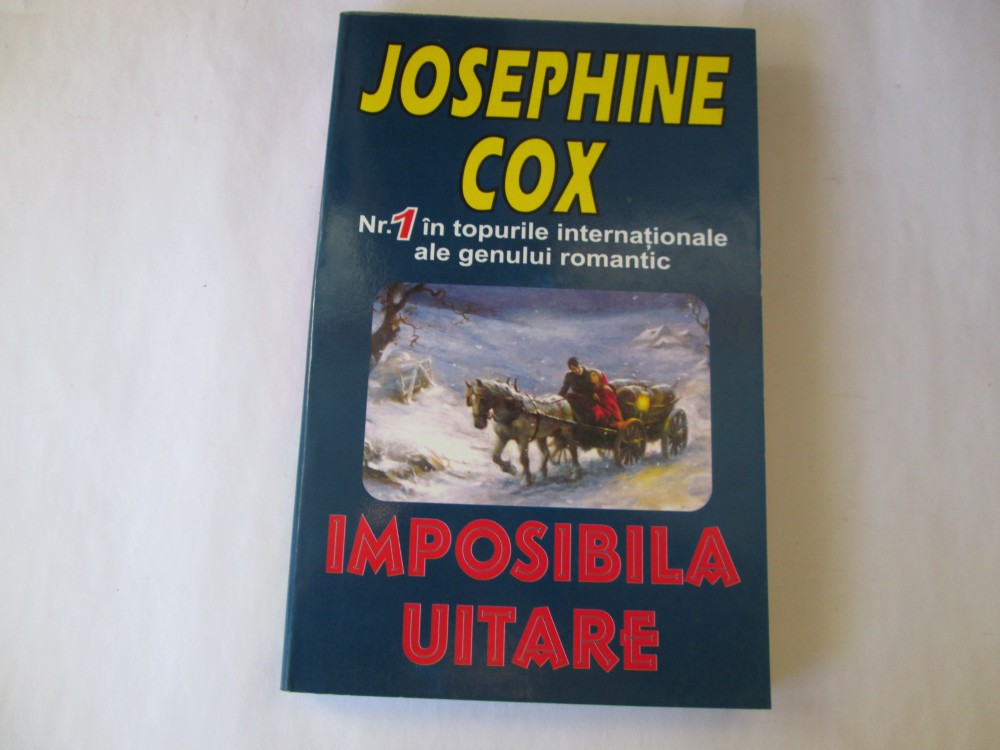 JOSEPHINE
COX
Nr.1 în topurile internaționale
ale genului romantic
IMPOSIBILA
UITARE